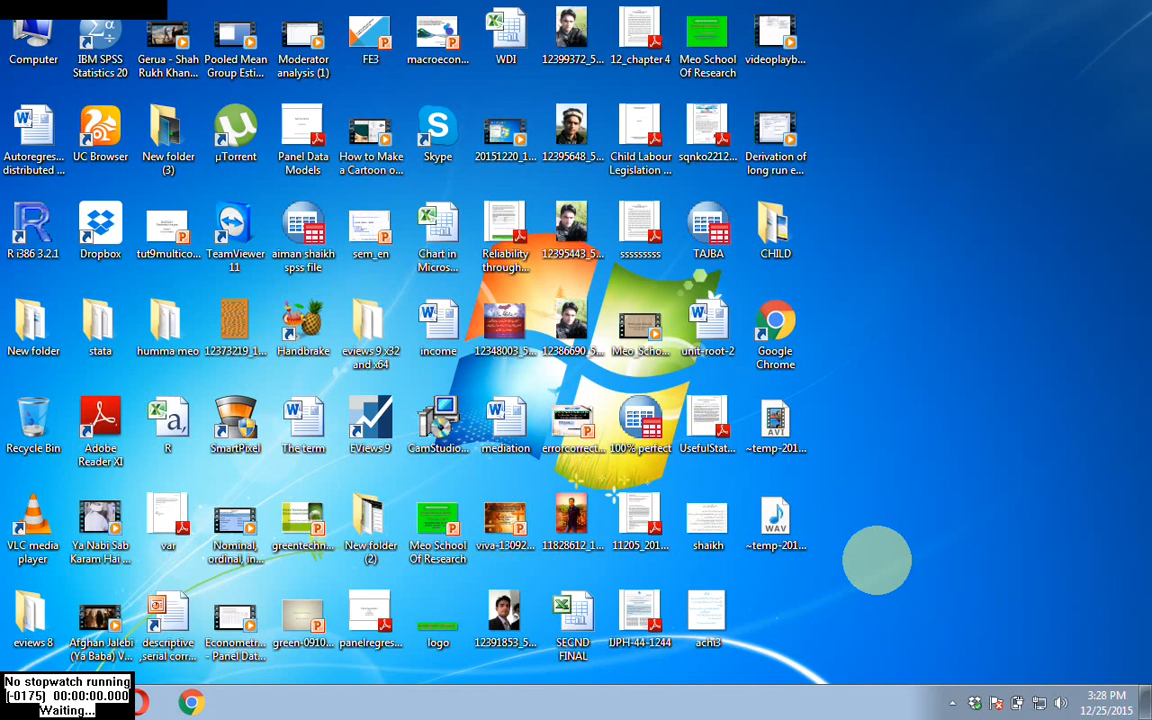 Computer
IBM SPSS
Statistics 20
Gerua - Shah
Rukh Khan...
Pooled Mean
Group Esti...
Moderator
analysis (1)
FE3
macroecon...
WDI
12399372_5...
12_chapter 4
Meo School
Of Research
videoplayb...
Autoregres...
distributed ...
UC Browser
New folder
(3)
µTorrent
Panel Data
Models
How to Make
a Cartoon o...
Skype
20151220_1...
12395648_5...
Child Labour
Legislation ...
sqnko2212...
Derivation of
long run e...
R i386 3.2.1
Dropbox
tut9multico...
TeamViewer
11
aiman shaikh
spss file
sem_en
Chart in
Micros...
Reliability
through...
12395443_5...
sssssssss
TAJBA
CHILD
New folder
stata
humma meo
12373219_1...
Handbrake
eviews 9 x32
and x64
income
12348003_5...
12386690_5...
Meo_Scho...
unit-root-2
Google
Chrome
Recycle Bin
Adobe
Reader XI
R
SmartPixel
The term
EViews 9
CamStudio...
mediation
errorcorrect...
100% perfect
UsefulStat...
~temp-201...
VLC media
player
Ya Nabi Sab
Karam Hai ...
var
Nominal,
ordinal, in...
greentechn...
New folder
(2)
Meo School
Of Research
viva-13092...
11828612_1...
11205_201...
shaikh
~temp-201...
eviews 8
Afghan Jalebi
(Ya Baba) V...
descriptive
,serial corr...
Econometri...
- Panel Dat...
green-0910...
panelregres...
logo
12391853_5...
SECND
FINAL
IJPH-44-1244
achi3
No stopwatch running
[-0175] 00:00:00.000
Waiting...
3:28 PM
12/25/2015